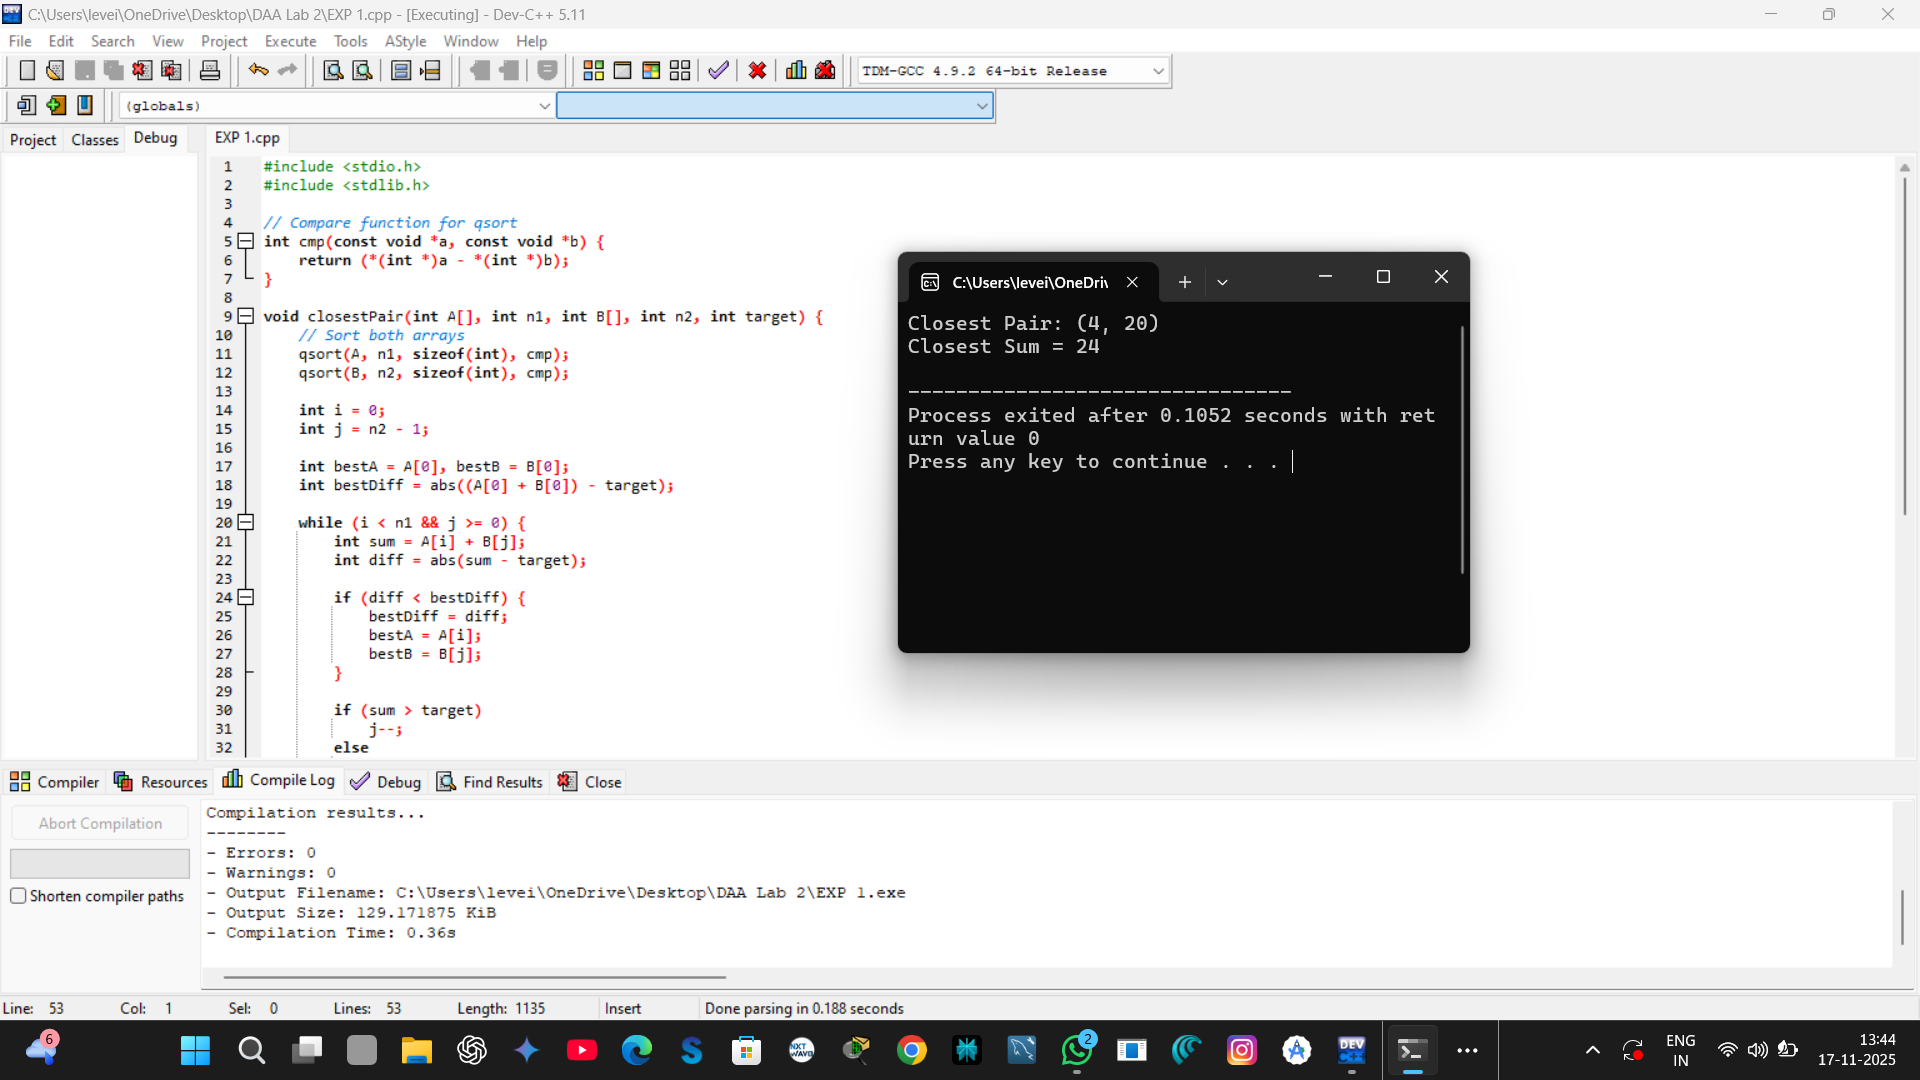 C:\Users\levei\OneDrive\Desktop\DAA Lab 2\EXP 1.cpp - [Executing] - Dev-C++ 5.11
File Edit Search View Project Execute Tools AStyle Window Help
TDM-GCC 4.9.2 64-bit Release
(globals)
Project Classes Debug EXP 1.cpp
1 #include <stdio.h>
2 #include <stdlib.h>
3
4 // Compare function for qsort
5 int cmp(const void *a, const void *b) {
6 return (*(int *)a - *(int *)b);
7 }
8
9 void closestPair(int A[], int n1, int B[], int n2, int target) {
10 // Sort both arrays
11 qsort(A, n1, sizeof(int), cmp);
12 qsort(B, n2, sizeof(int), cmp);
13
14 int i = 0;
15 int j = n2 - 1;
16
17 int bestA = A[0], bestB = B[0];
18 int bestDiff = abs((A[0] + B[0]) - target);
19
20 while (i < n1 && j >= 0) {
21 int sum = A[i] + B[j];
22 int diff = abs(sum - target);
23
24 if (diff < bestDiff) {
25 bestDiff = diff;
26 bestA = A[i];
27 bestB = B[j];
28 }
29
30 if (sum > target)
31 j--;
32 else
C:\Users\levei\OneDri
Closest Pair: (4, 20)
Closest Sum = 24
--------------------------------
Process exited after 0.1052 seconds with ret
urn value 0
Press any key to continue . . .
Compiler Resources Compile Log Debug Find Results Close
Abort Compilation
Shorten compiler paths
Compilation results...
--------
- Errors: 0
- Warnings: 0
- Output Filename: C:\Users\levei\OneDrive\Desktop\DAA Lab 2\EXP 1.exe
- Output Size: 129.171875 KiB
- Compilation Time: 0.36s
Line: 53 Col: 1 Sel: 0 Lines: 53 Length: 1135 Insert Done parsing in 0.188 seconds
6
NXT
WAVE
2
DEV
C++
ENG
IN
13:44
17-11-2025